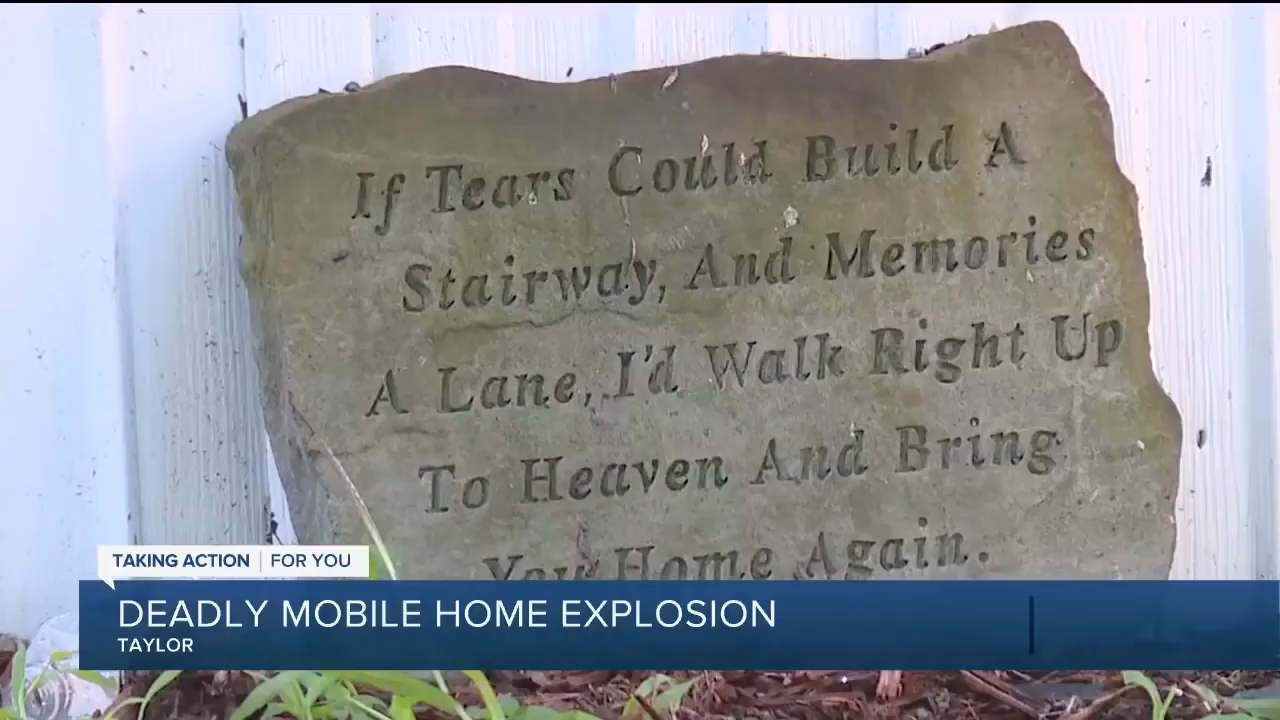 If Tears Could Build A
Stairway, And Memories
A Lane, I'd Walk Right Up
To Heaven And Bring
You Home Again.
TAKING ACTION FOR YOU
DEADLY MOBILE HOME EXPLOSION
TAYLOR